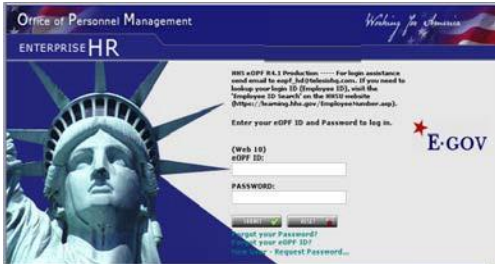 Office of Personnel Management
Working for America
ENTERPRISE HR
HHS eOPF R4.1 Production ----- For login assistance
send email to eopf_hd@telesishq.com. If you need to
lookup your login ID (Employee ID), visit the
'Employee ID Search' on the HHSU website
(https://learning.hhs.gov/EmployeeNumber.asp).
Enter your eOPF ID and Password to log in.
E-GOV
(Web 10)
eOPF ID:
PASSWORD:
SUBMIT RESET
Forgot your Password?
Forgot your eOPF ID?
New User - Request Password...